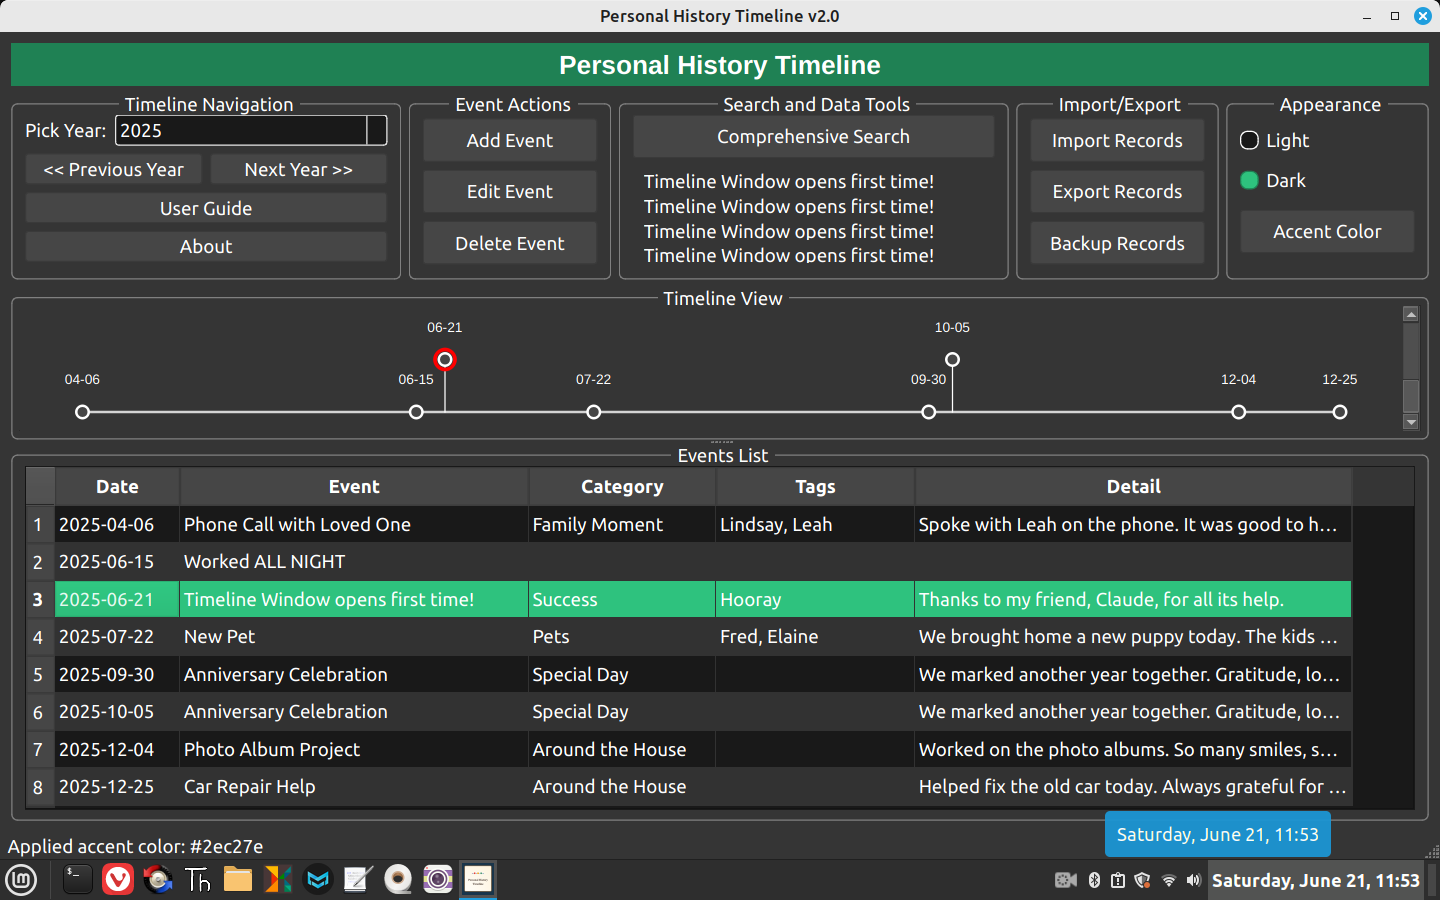 Personal History Timeline v2.0
Personal History Timeline
Timeline Navigation
Pick Year: 2025
<< Previous Year
Next Year >>
User Guide
About
Event Actions
Add Event
Edit Event
Delete Event
Search and Data Tools
Comprehensive Search
Timeline Window opens first time!
Timeline Window opens first time!
Timeline Window opens first time!
Timeline Window opens first time!
Import/Export
Import Records
Export Records
Backup Records
Appearance
Light
Dark
Accent Color
Timeline View
06-21 10-05
04-06 06-15 07-22 09-30 12-04 12-25
Events List
Date Event Category Tags Detail
1 2025-04-06 Phone Call with Loved One Family Moment Lindsay, Leah Spoke with Leah on the phone. It was good to h...
2 2025-06-15 Worked ALL NIGHT
3 2025-06-21 Timeline Window opens first time! Success Hooray Thanks to my friend, Claude, for all its help.
4 2025-07-22 New Pet Pets Fred, Elaine We brought home a new puppy today. The kids ...
5 2025-09-30 Anniversary Celebration Special Day We marked another year together. Gratitude, lo...
6 2025-10-05 Anniversary Celebration Special Day We marked another year together. Gratitude, lo...
7 2025-12-04 Photo Album Project Around the House Worked on the photo albums. So many smiles, s...
8 2025-12-25 Car Repair Help Around the House Helped fix the old car today. Always grateful for ...
Saturday, June 21, 11:53
Applied accent color: #2ec27e
Th
Saturday, June 21, 11:53